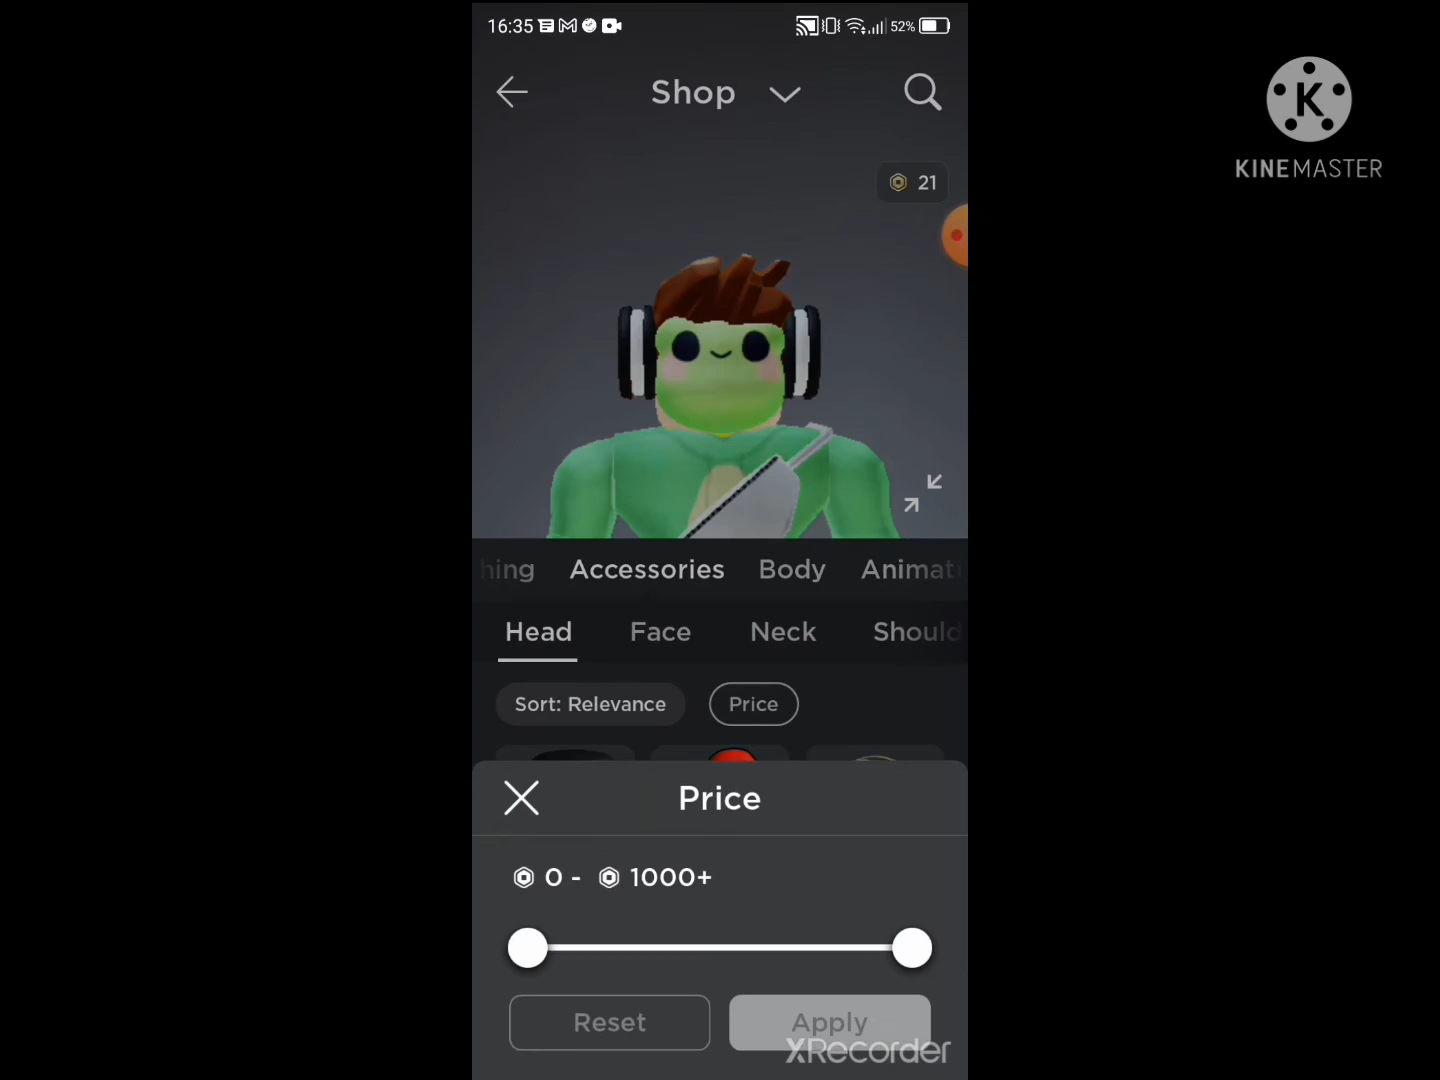 16:35
52%
Shop
21
KINEMASTER
hing Accessories Body Animati
Head Face Neck Should
Sort: Relevance Price
Price
0 - 1000+
Reset Apply
XRecorder